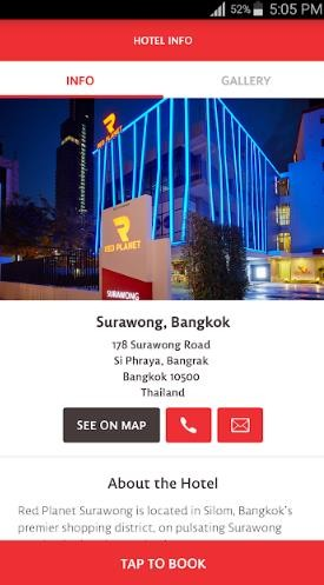 52% 5:05 PM
HOTEL INFO
INFO GALLERY
RED PLANET
RED PLANET
SURAWONG
Surawong, Bangkok
178 Surawong Road
Si Phraya, Bangrak
Bangkok 10500
Thailand
SEE ON MAP
About the Hotel
Red Planet Surawong is located in Silom, Bangkok's
premier shopping district, on pulsating Surawong
TAP TO BOOK